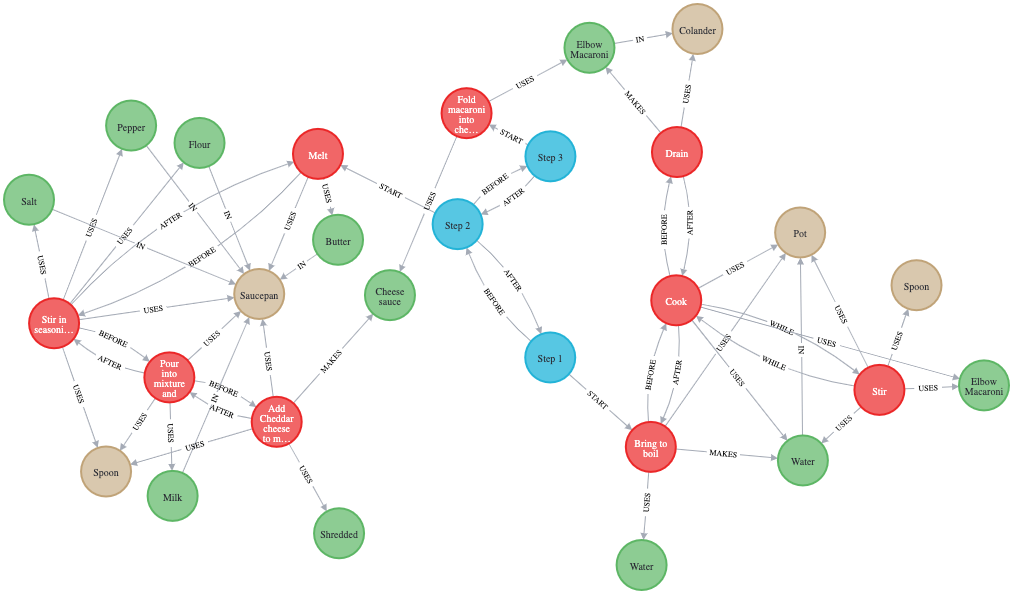 Elbow
Macaroni
IN
Colander
USES
Fold
macaroni
into
che...
MAKES
USES
START
Pepper
Flour
Melt
Step 3
Drain
START
BEFORE
AFTER
USES
Salt
USES
IN
IN
AFTER
USES
USES
IN
Butter
Step 2
USES
BEFORE
AFTER
Pot
BEFORE
IN
USES
AFTER
USES
Saucepan
Cheese
sauce
BEFORE
Cook
Spoon
USES
USES
Stir in
seasoni...
BEFORE
AFTER
USES
USES
MAKES
Step 1
START
WHILE
USES
USES
IN
WHILE
USES
USES
Pour
into
mixture
and
BEFORE
AFTER
BEFORE
AFTER
USES
Stir
USES
Elbow
Macaroni
USES
USES
USES
IN
Add
Cheddar
cheese
to m...
USES
Bring to
boil
MAKES
Water
USES
Spoon
Milk
USES
Shredded
USES
Water